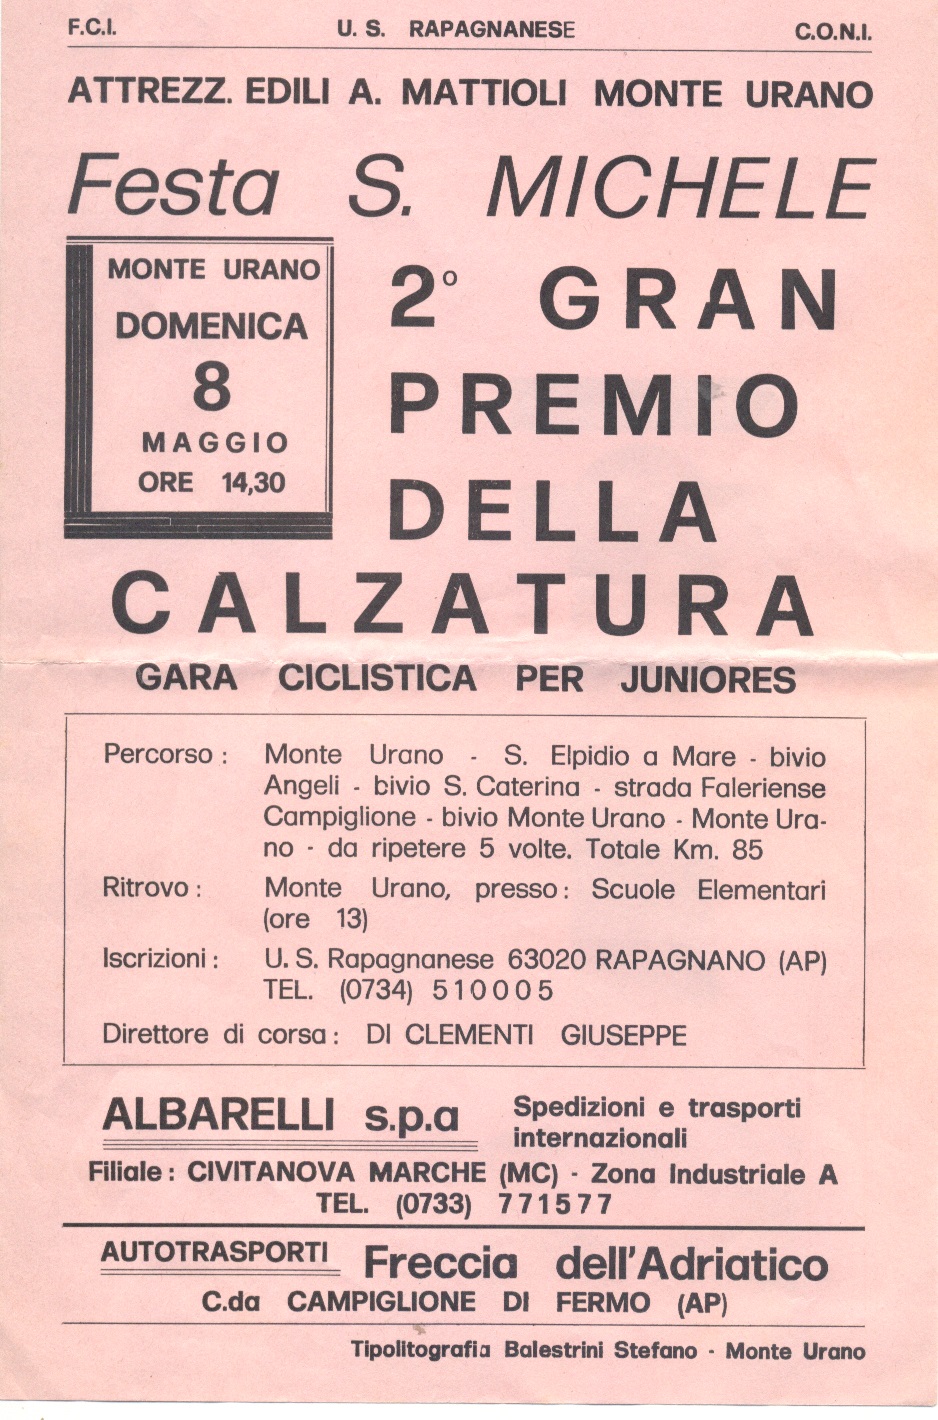 F.C.I. U. S. RAPAGNANESE C.O.N.I.
ATTREZZ. EDILI A. MATTIOLI MONTE URANO
Festa S. MICHELE
MONTE URANO
DOMENICA
8
MAGGIO
ORE 14,30
2° GRAN
PREMIO
DELLA
CALZATURA
GARA CICLISTICA PER JUNIORES
Percorso : Monte Urano - S. Elpidio a Mare - bivio
Angeli - bivio S. Caterina - strada Faleriense
Campiglione - bivio Monte Urano - Monte Ura-
no - da ripetere 5 volte. Totale Km. 85
Ritrovo : Monte Urano, presso : Scuole Elementari
(ore 13)
Iscrizioni : U. S. Rapagnanese 63020 RAPAGNANO (AP)
TEL. (0734) 510005
Direttore di corsa : DI CLEMENTI GIUSEPPE
ALBARELLI s.p.a Spedizioni e trasporti
internazionali
Filiale : CIVITANOVA MARCHE (MC) - Zona Industriale A
TEL. (0733) 771577
AUTOTRASPORTI Freccia dell'Adriatico
C.da CAMPIGLIONE DI FERMO (AP)
Tipolitografia Balestrini Stefano - Monte Urano